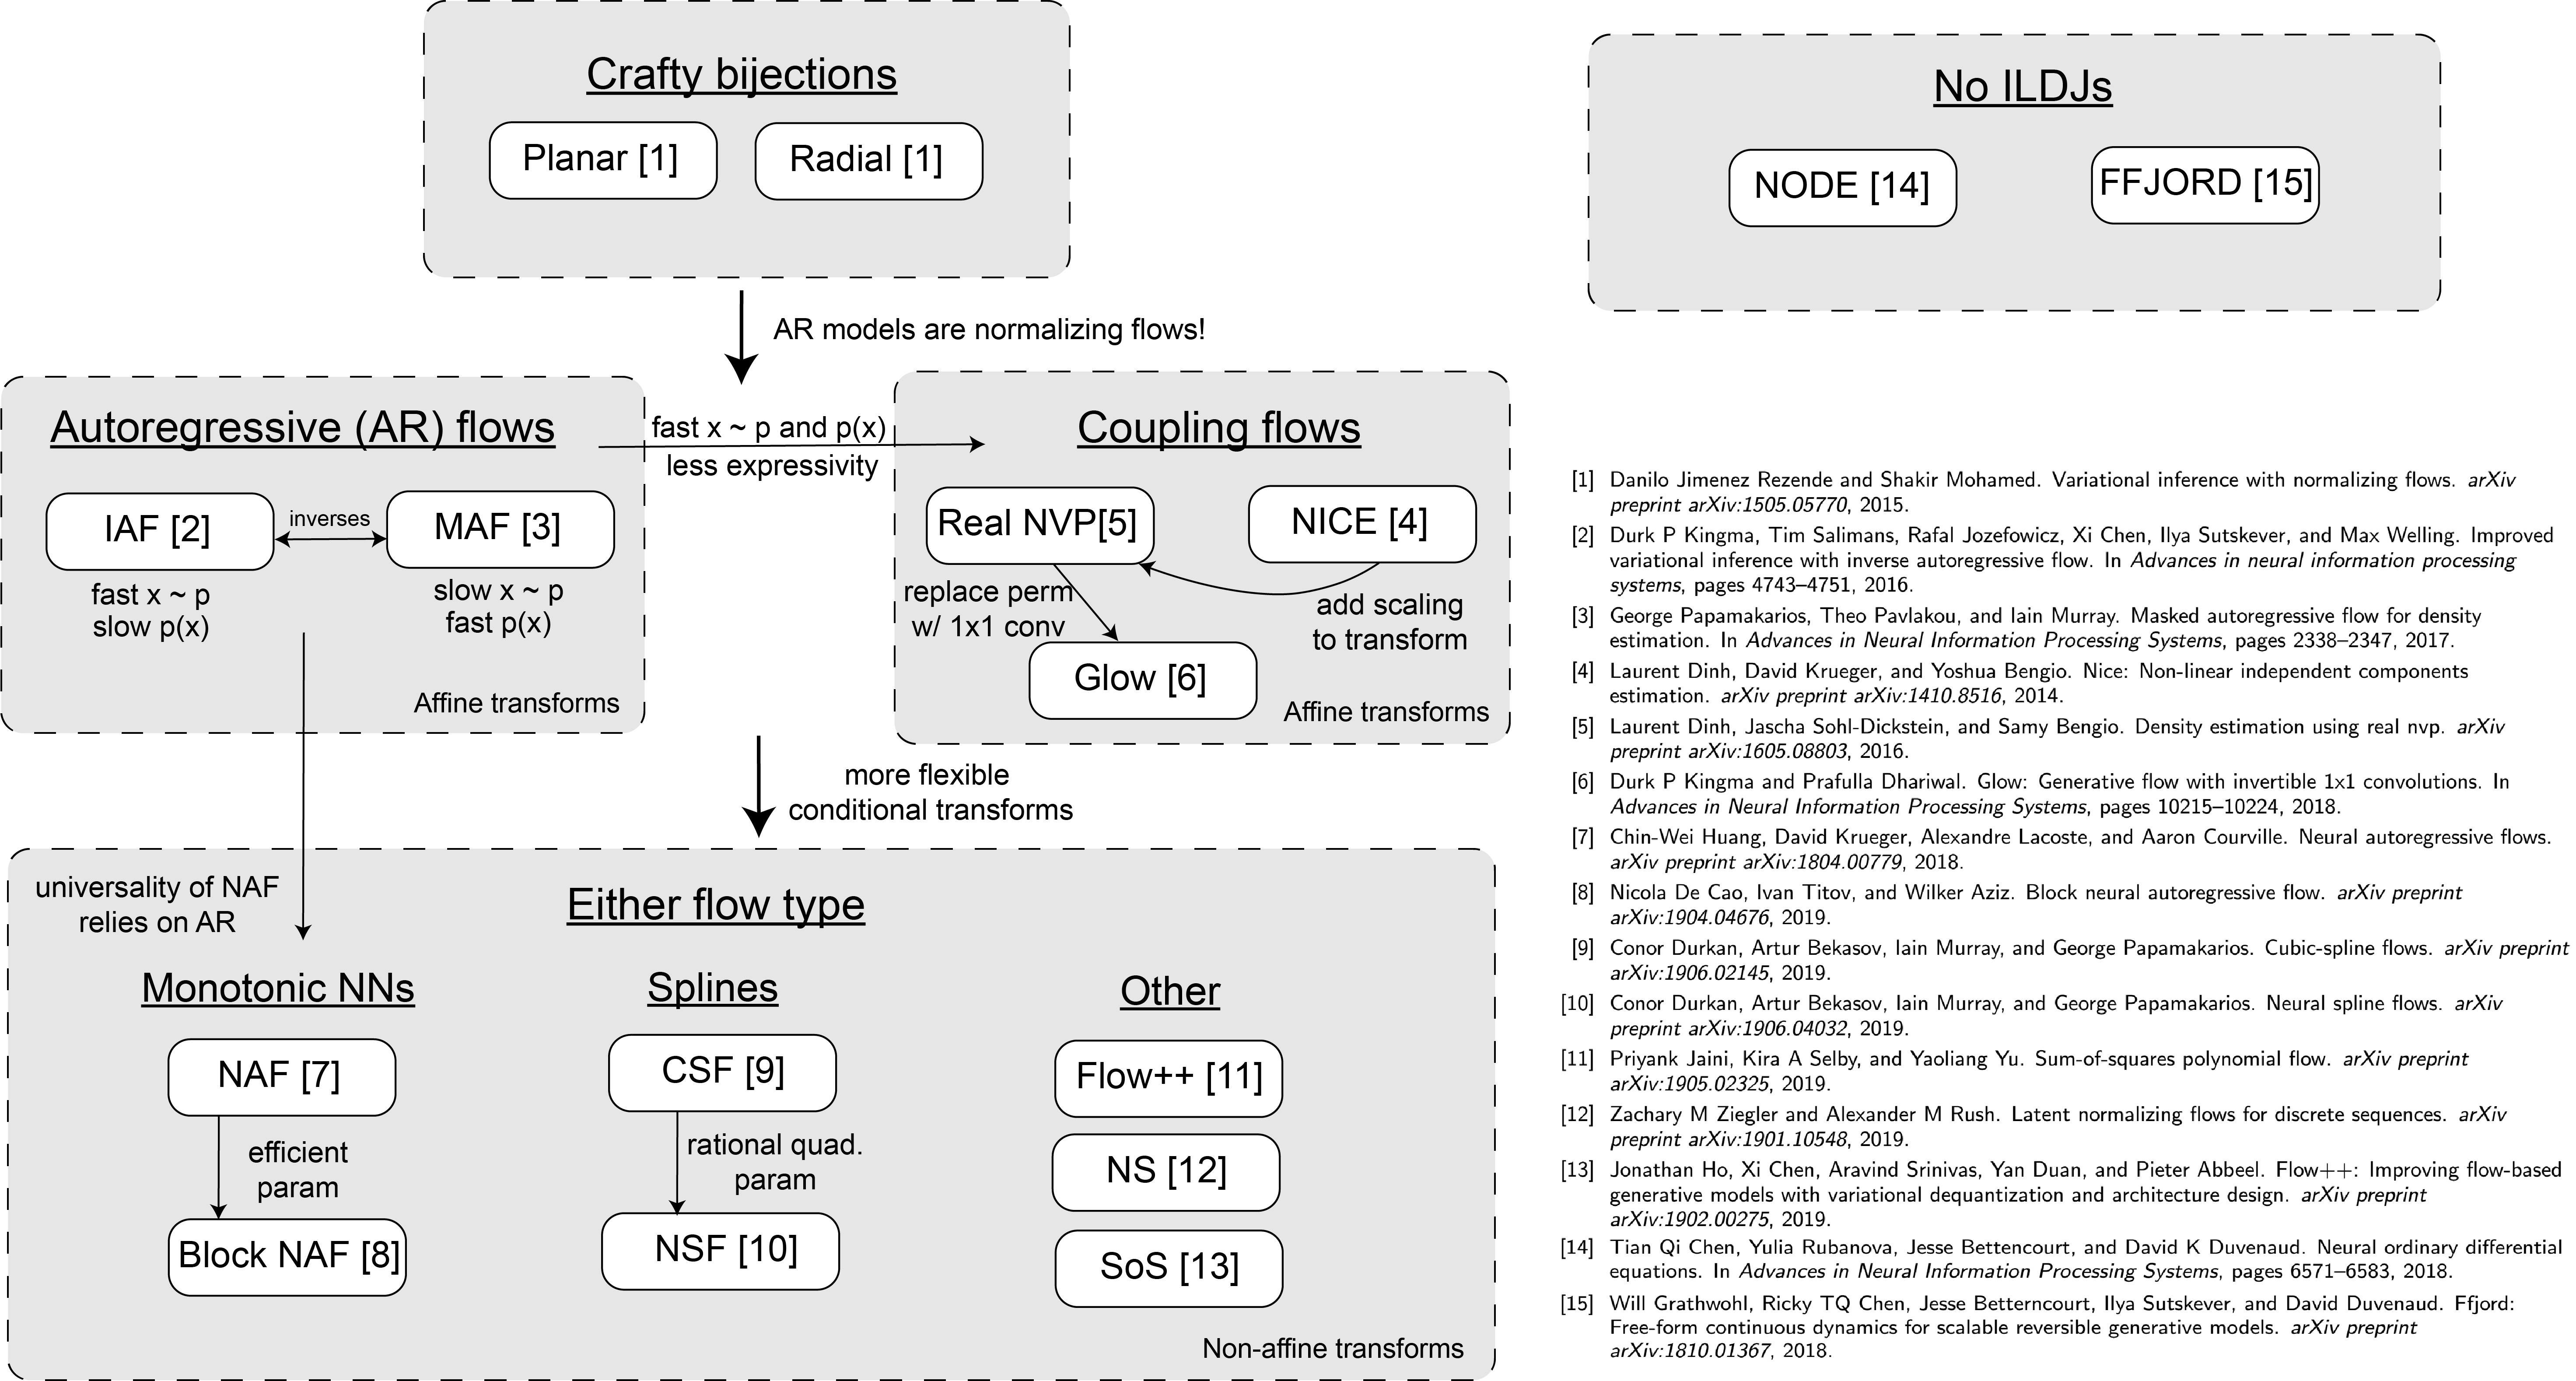 Crafty bijections
Planar [1]
Radial [1]
No ILDJs
NODE [14]
FFJORD [15]
AR models are normalizing flows!
Autoregressive (AR) flows
IAF [2]
inverses
MAF [3]
fast x ~ p
slow p(x)
slow x ~ p
fast p(x)
Affine transforms
fast x ~ p and p(x)
less expressivity
Coupling flows
Real NVP[5]
NICE [4]
replace perm
w/ 1x1 conv
add scaling
to transform
Glow [6]
Affine transforms
more flexible
conditional transforms
universality of NAF
relies on AR
Either flow type
Monotonic NNs
NAF [7]
efficient
param
Block NAF [8]
Splines
CSF [9]
rational quad.
param
NSF [10]
Other
Flow++ [11]
NS [12]
SoS [13]
Non-affine transforms
[1] Danilo Jimenez Rezende and Shakir Mohamed. Variational inference with normalizing flows. arXiv
preprint arXiv:1505.05770, 2015.
[2] Durk P Kingma, Tim Salimans, Rafal Jozefowicz, Xi Chen, Ilya Sutskever, and Max Welling. Improved
variational inference with inverse autoregressive flow. In Advances in neural information processing
systems, pages 4743–4751, 2016.
[3] George Papamakarios, Theo Pavlakou, and Iain Murray. Masked autoregressive flow for density
estimation. In Advances in Neural Information Processing Systems, pages 2338–2347, 2017.
[4] Laurent Dinh, David Krueger, and Yoshua Bengio. Nice: Non-linear independent components
estimation. arXiv preprint arXiv:1410.8516, 2014.
[5] Laurent Dinh, Jascha Sohl-Dickstein, and Samy Bengio. Density estimation using real nvp. arXiv
preprint arXiv:1605.08803, 2016.
[6] Durk P Kingma and Prafulla Dhariwal. Glow: Generative flow with invertible 1x1 convolutions. In
Advances in Neural Information Processing Systems, pages 10215–10224, 2018.
[7] Chin-Wei Huang, David Krueger, Alexandre Lacoste, and Aaron Courville. Neural autoregressive flows.
arXiv preprint arXiv:1804.00779, 2018.
[8] Nicola De Cao, Ivan Titov, and Wilker Aziz. Block neural autoregressive flow. arXiv preprint
arXiv:1904.04676, 2019.
[9] Conor Durkan, Artur Bekasov, Iain Murray, and George Papamakarios. Cubic-spline flows. arXiv preprint
arXiv:1906.02145, 2019.
[10] Conor Durkan, Artur Bekasov, Iain Murray, and George Papamakarios. Neural spline flows. arXiv
preprint arXiv:1906.04032, 2019.
[11] Priyank Jaini, Kira A Selby, and Yaoliang Yu. Sum-of-squares polynomial flow. arXiv preprint
arXiv:1905.02325, 2019.
[12] Zachary M Ziegler and Alexander M Rush. Latent normalizing flows for discrete sequences. arXiv
preprint arXiv:1901.10548, 2019.
[13] Jonathan Ho, Xi Chen, Aravind Srinivas, Yan Duan, and Pieter Abbeel. Flow++: Improving flow-based
generative models with variational dequantization and architecture design. arXiv preprint
arXiv:1902.00275, 2019.
[14] Tian Qi Chen, Yulia Rubanova, Jesse Bettencourt, and David K Duvenaud. Neural ordinary differential
equations. In Advances in Neural Information Processing Systems, pages 6571–6583, 2018.
[15] Will Grathwohl, Ricky TQ Chen, Jesse Betterncourt, Ilya Sutskever, and David Duvenaud. Ffjord:
Free-form continuous dynamics for scalable reversible generative models. arXiv preprint
arXiv:1810.01367, 2018.